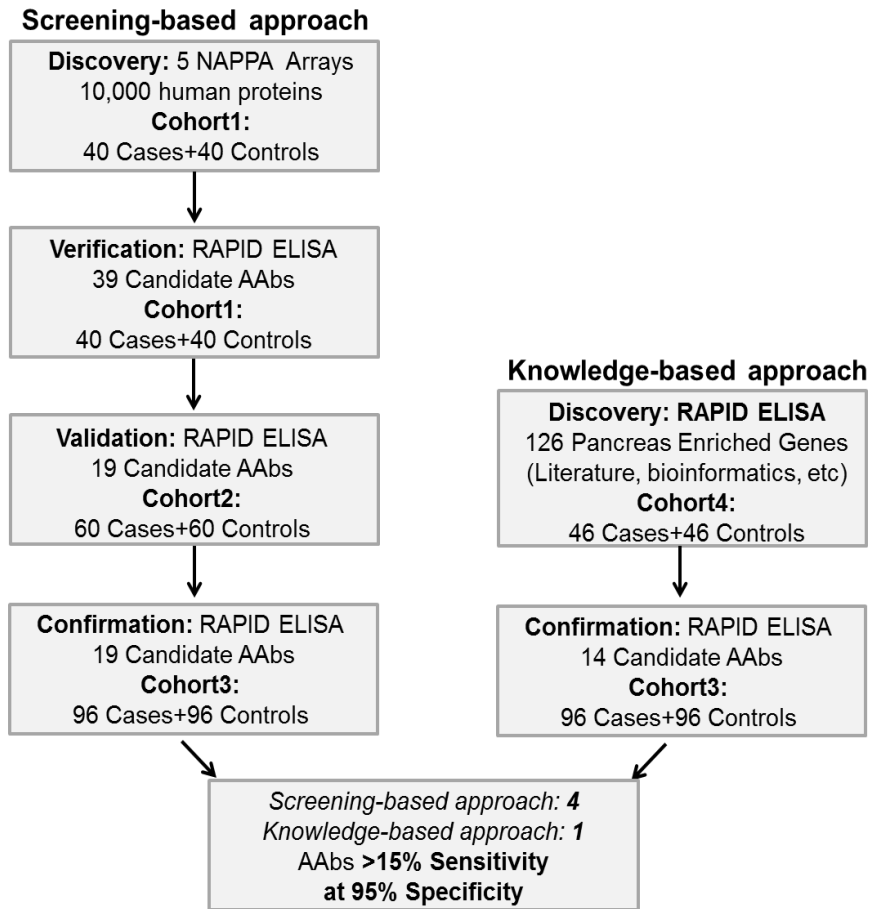 Screening-based approach
Discovery: 5 NAPPA Arrays
10,000 human proteins
Cohort1:
40 Cases+40 Controls
Verification: RAPID ELISA
39 Candidate AAbs
Cohort1:
40 Cases+40 Controls
Validation: RAPID ELISA
19 Candidate AAbs
Cohort2:
60 Cases+60 Controls
Confirmation: RAPID ELISA
19 Candidate AAbs
Cohort3:
96 Cases+96 Controls
Knowledge-based approach
Discovery: RAPID ELISA
126 Pancreas Enriched Genes
(Literature, bioinformatics, etc)
Cohort4:
46 Cases+46 Controls
Confirmation: RAPID ELISA
14 Candidate AAbs
Cohort3:
96 Cases+96 Controls
Screening-based approach: 4
Knowledge-based approach: 1
AAbs >15% Sensitivity
at 95% Specificity